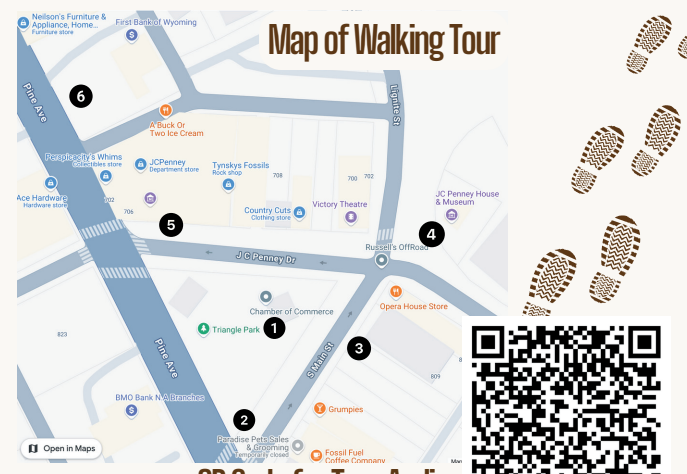 Map of Walking Tour
Neilson's Furniture &
Appliance, Home...
Furniture store
First Bank of Wyoming
Pine Ave
6
Lignite St
A Buck Or
Two Ice Cream
Perspicacity's Whims
Collectibles store
JCPenney
Department store
Tynskys Fossils
Rock shop
708
700
702
Ace Hardware
Hardware store
702
706
Country Cuts
Clothing store
Victory Theatre
JC Penney House
& Museum
5
4
Russell's OffRoad
J C Penney Dr
Opera House Store
Chamber of Commerce
Triangle Park
1
823
Pine Ave
S Main St
3
809
8
BMO Bank N.A Branches
2
Grumpies
Paradise Pets Sales
& Grooming
Temporarily closed
Fossil Fuel
Coffee Company
Open in Maps